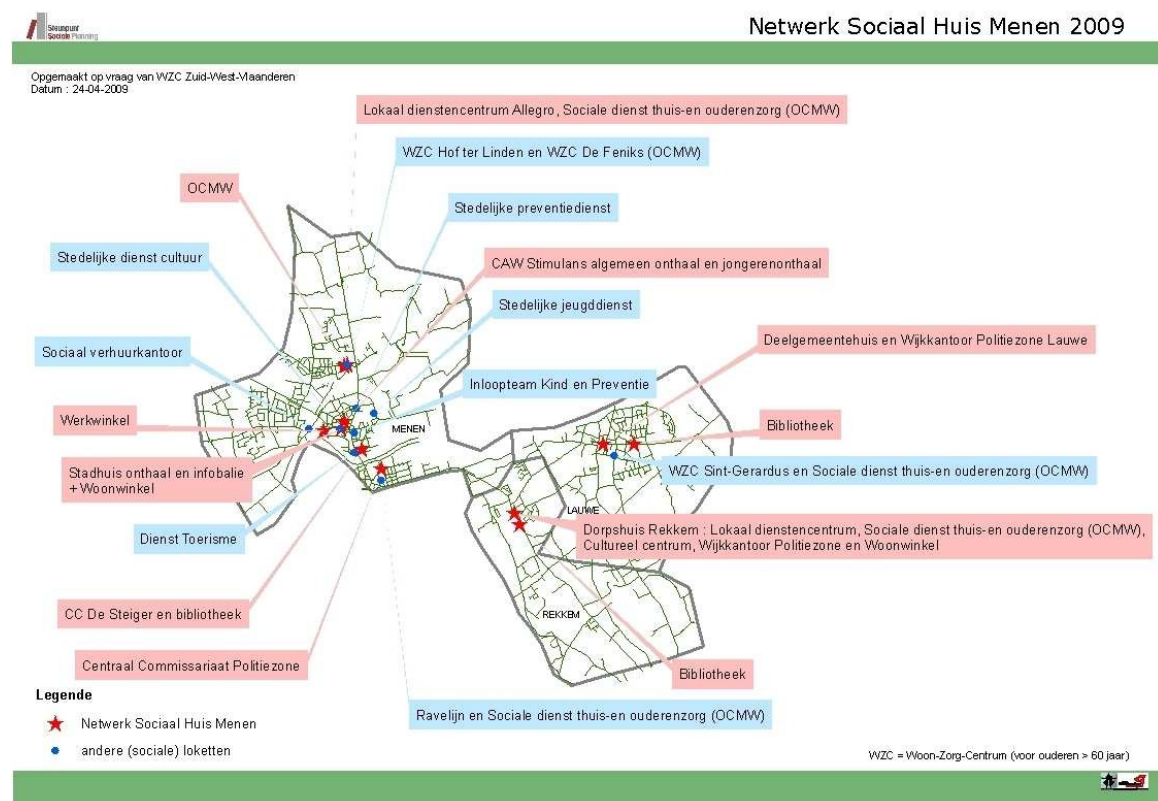 Steunpunt
Sociale Planning
Netwerk Sociaal Huis Menen 2009
Opgemaakt op vraag van WZC Zuid-West-Vlaanderen
Datum : 24-04-2009
Lokaal dienstencentrum Allegro, Sociale dienst thuis-en ouderenzorg (OCMW)
WZC Hof ter Linden en WZC De Feniks (OCMW)
OCMW
Stedelijke preventiedienst
Stedelijke dienst cultuur
CAW Stimulans algemeen onthaal en jongerenonthaal
Stedelijke jeugddienst
Deelgemeentehuis en Wijkkantoor Politiezone Lauwe
Sociaal verhuurkantoor
Inloopteam Kind en Preventie
Werkwinkel
MENEN
Bibliotheek
Stadhuis onthaal en infobalie
+ Woonwinkel
WZC Sint-Gerardus en Sociale dienst thuis-en ouderenzorg (OCMW)
LAUWE
Dienst Toerisme
Dorpshuis Rekkem : Lokaal dienstencentrum, Sociale dienst thuis-en ouderenzorg (OCMW),
Cultureel centrum, Wijkkantoor Politiezone en Woonwinkel
CC De Steiger en bibliotheek
REKKEM
Centraal Commissariaat Politiezone
Bibliotheek
Ravelijn en Sociale dienst thuis-en ouderenzorg (OCMW)
Legende
Netwerk Sociaal Huis Menen
andere (sociale) loketten
WZC = Woon-Zorg-Centrum (voor ouderen > 60 jaar)